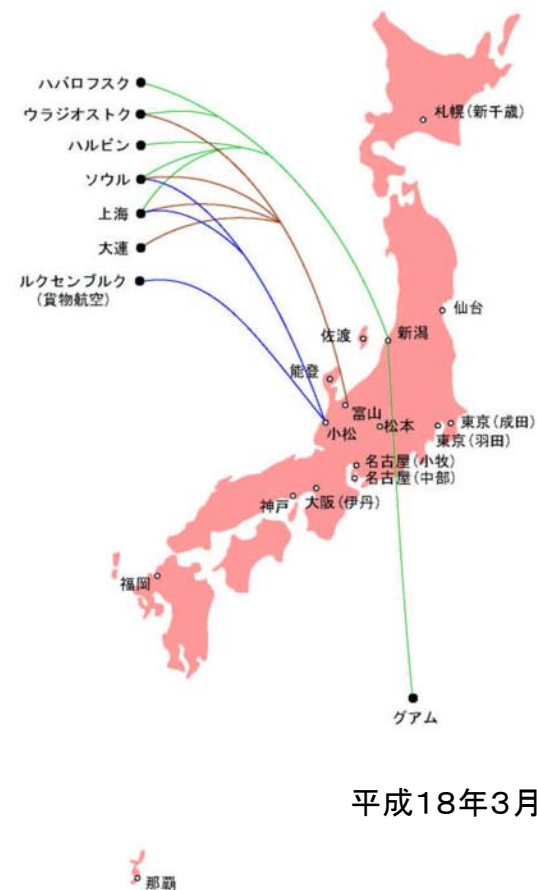 ハバロフスク
ウラジオストク
ハルビン
ソウル
上海
大連
ルクセンブルク
(貨物航空)
札幌(新千歳)
仙台
佐渡
新潟
能登
富山
小松
松本
東京(成田)
東京(羽田)
名古屋(小牧)
名古屋(中部)
神戸
大阪(伊丹)
福岡
グアム
平成18年3月
那覇